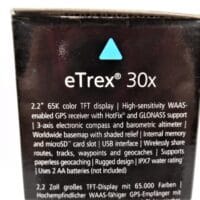 eTrex® 30x
2.2" 65K color TFT display | High-sensitivity WAAS-
enabled GPS receiver with HotFix® and GLONASS support
| 3-axis electronic compass and barometric altimeter |
Worldwide basemap with shaded relief | Internal memory
and microSD™ card slot | USB interface | Wirelessly share
routes, tracks, waypoints and geocaches | Supports
paperless geocaching | Rugged design | IPX7 water rating
| Uses 2 AA batteries (not included)
2,2 Zoll großes TFT-Display mit 65.000 Farben |
Hochempfindlicher WAAS-fähiger GPS-Empfänger mit